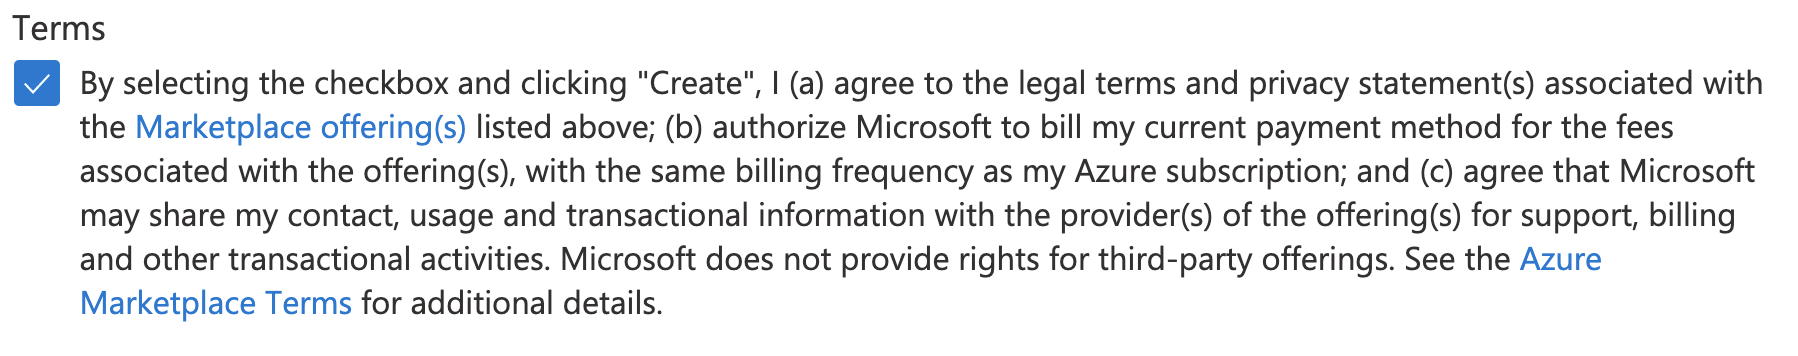 Terms
By selecting the checkbox and clicking "Create", I (a) agree to the legal terms and privacy statement(s) associated with
the Marketplace offering(s) listed above; (b) authorize Microsoft to bill my current payment method for the fees
associated with the offering(s), with the same billing frequency as my Azure subscription; and (c) agree that Microsoft
may share my contact, usage and transactional information with the provider(s) of the offering(s) for support, billing
and other transactional activities. Microsoft does not provide rights for third-party offerings. See the Azure
Marketplace Terms for additional details.